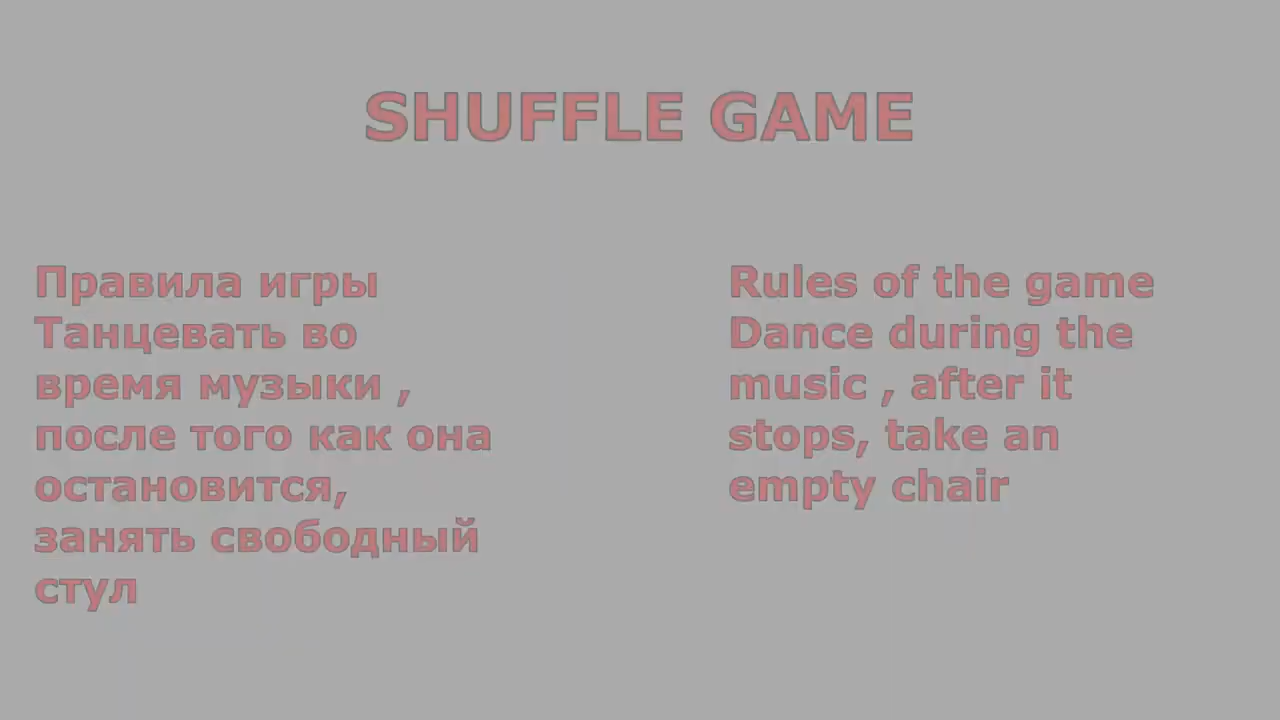 SHUFFLE GAME
Правила игры
Танцевать во
время музыки ,
после того как она
остановится,
занять свободный
стул
Rules of the game
Dance during the
music , after it
stops, take an
empty chair